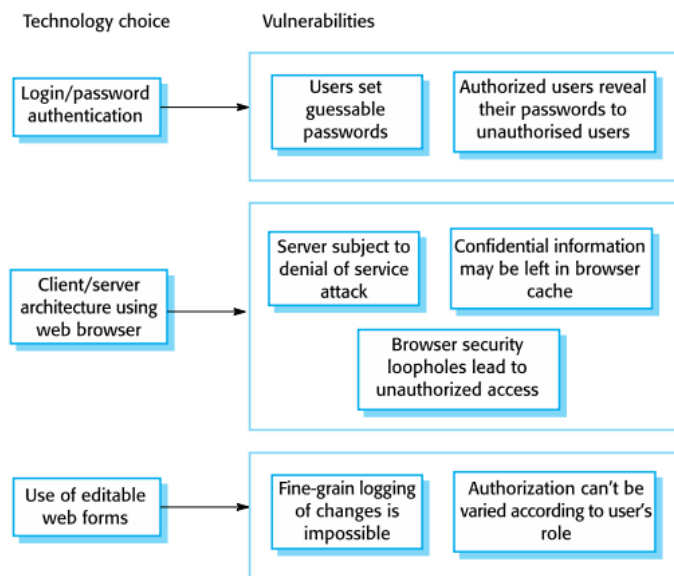 Technology choice
Vulnerabilities
Login/password
authentication
Users set
guessable
passwords
Authorized users reveal
their passwords to
unauthorised users
Client/server
architecture using
web browser
Server subject to
denial of service
attack
Confidential information
may be left in browser
cache
Browser security
loopholes lead to
unauthorized access
Use of editable
web forms
Fine-grain logging
of changes is
impossible
Authorization can't be
varied according to user's
role